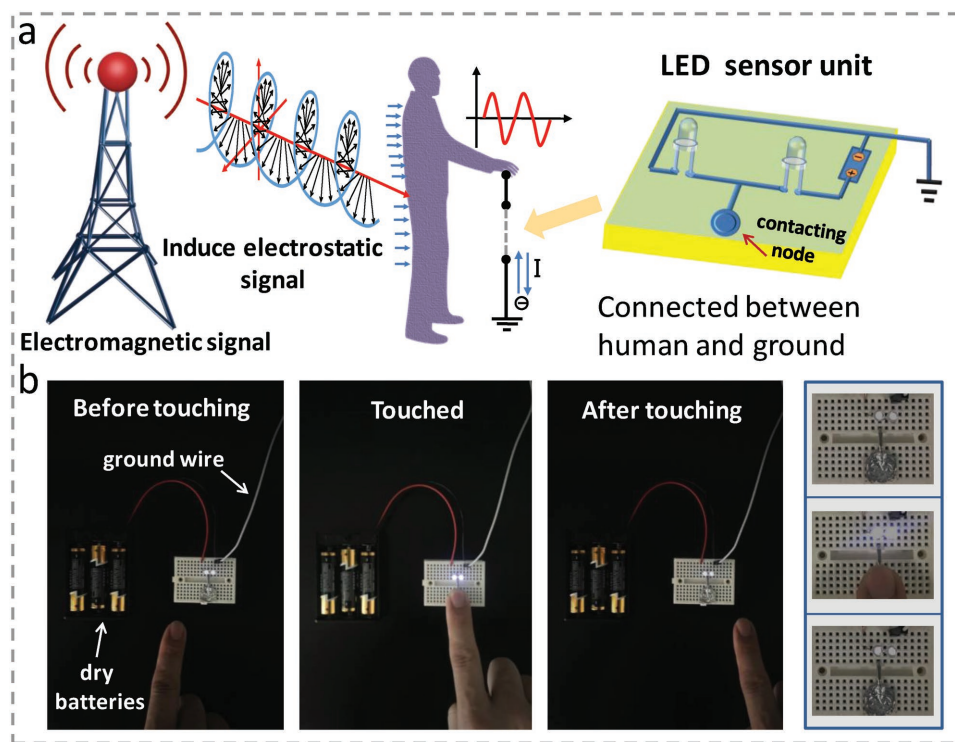 a
LED sensor unit
Induce electrostatic
signal
I
⊖
contacting
node
Electromagnetic signal
Connected between
human and ground
b
Before touching
Touched
After touching
ground wire
dry
batteries